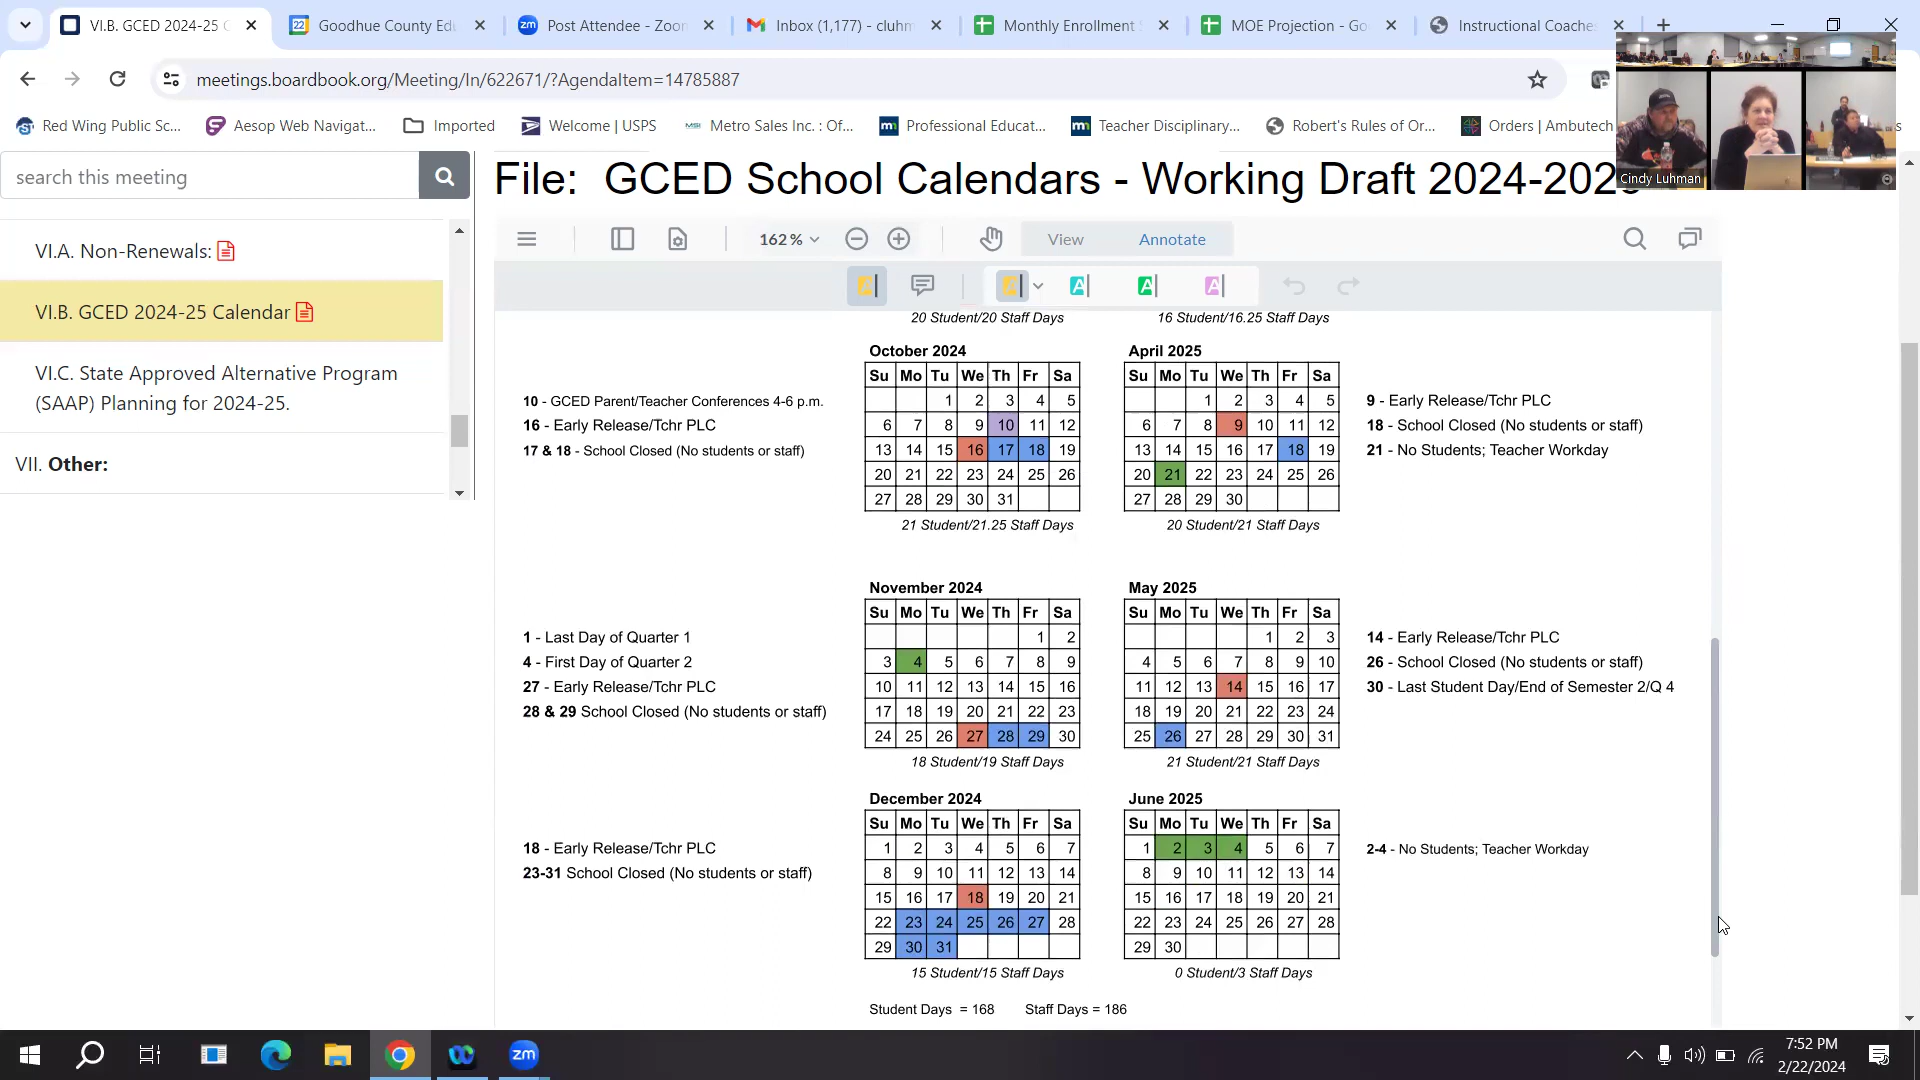 VI.B. GCED 2024-25 C
Goodhue County Edu
Post Attendee - Zoom
Inbox (1,177) - cluhm
Monthly Enrollment S
MOE Projection - Go
Instructional Coaches
meetings.boardbook.org/Meeting/In/622671/?AgendaItem=14785887
Red Wing Public Sc...
Aesop Web Navigat...
Imported
Welcome | USPS
Metro Sales Inc. : Of...
Professional Educat...
Teacher Disciplinary...
Robert's Rules of Or...
Orders | Ambutech
Cindy Luhman
search this meeting
VI.A. Non-Renewals:
VI.B. GCED 2024-25 Calendar
VI.C. State Approved Alternative Program
(SAAP) Planning for 2024-25.
VII. Other:
File: GCED School Calendars - Working Draft 2024-202
162 %
View
Annotate
20 Student/20 Staff Days
16 Student/16.25 Staff Days
10 - GCED Parent/Teacher Conferences 4-6 p.m.
16 - Early Release/Tchr PLC
17 & 18 - School Closed (No students or staff)
October 2024
Su Mo Tu We Th Fr Sa
1 2 3 4 5
6 7 8 9 10 11 12
13 14 15 16 17 18 19
20 21 22 23 24 25 26
27 28 29 30 31
21 Student/21.25 Staff Days
April 2025
Su Mo Tu We Th Fr Sa
1 2 3 4 5
6 7 8 9 10 11 12
13 14 15 16 17 18 19
20 21 22 23 24 25 26
27 28 29 30
20 Student/21 Staff Days
9 - Early Release/Tchr PLC
18 - School Closed (No students or staff)
21 - No Students; Teacher Workday
1 - Last Day of Quarter 1
4 - First Day of Quarter 2
27 - Early Release/Tchr PLC
28 & 29 School Closed (No students or staff)
November 2024
Su Mo Tu We Th Fr Sa
1 2
3 4 5 6 7 8 9
10 11 12 13 14 15 16
17 18 19 20 21 22 23
24 25 26 27 28 29 30
18 Student/19 Staff Days
May 2025
Su Mo Tu We Th Fr Sa
1 2 3
4 5 6 7 8 9 10
11 12 13 14 15 16 17
18 19 20 21 22 23 24
25 26 27 28 29 30 31
21 Student/21 Staff Days
14 - Early Release/Tchr PLC
26 - School Closed (No students or staff)
30 - Last Student Day/End of Semester 2/Q 4
18 - Early Release/Tchr PLC
23-31 School Closed (No students or staff)
December 2024
Su Mo Tu We Th Fr Sa
1 2 3 4 5 6 7
8 9 10 11 12 13 14
15 16 17 18 19 20 21
22 23 24 25 26 27 28
29 30 31
15 Student/15 Staff Days
June 2025
Su Mo Tu We Th Fr Sa
1 2 3 4 5 6 7
8 9 10 11 12 13 14
15 16 17 18 19 20 21
22 23 24 25 26 27 28
29 30
0 Student/3 Staff Days
2-4 - No Students; Teacher Workday
Student Days = 168
Staff Days = 186
7:52 PM
2/22/2024